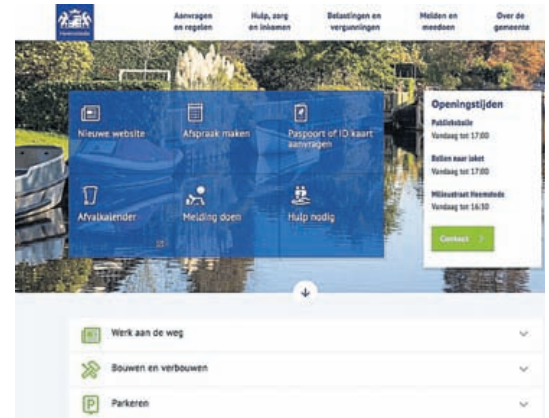 Heemstede
Aanvragen
en regelen
Hulp, zorg
en inkomen
Belastingen en
vergunningen
Melden en
meedoen
Over de
gemeente
Nieuwe website
Afspraak maken
Paspoort of ID kaart
aanvragen
Afvalkalender
Melding doen
Hulp nodig
Openingstijden
Publieksbalie
Vandaag tot 17:00
Bellen naar loket
Vandaag tot 17:00
Milieustraat Heemstede
Vandaag tot 16:30
Contact
Werk aan de weg
Bouwen en verbouwen
Parkeren